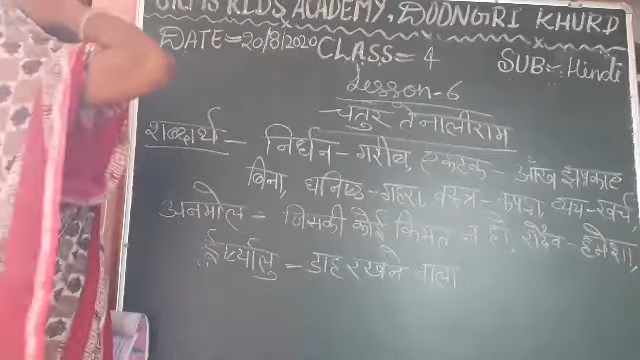 KIDS ACADEMY, DOONGRI KHURD
DATE=20/8/2020 CLASS= 4 SUB:- Hindi
Lesson-6
चतुर तेनालीराम
शब्दार्थ- निर्धन- गरीब, एकटक- आँख झपकाए
बिना, घनिष्ठ-गहरा, वस्त्र-कपड़ा, व्यय-खर्च,
अनमोल- जिसकी कोई किमत न हो, सदैव-हमेशा,
ईर्ष्यालु- डाह रखने वाला